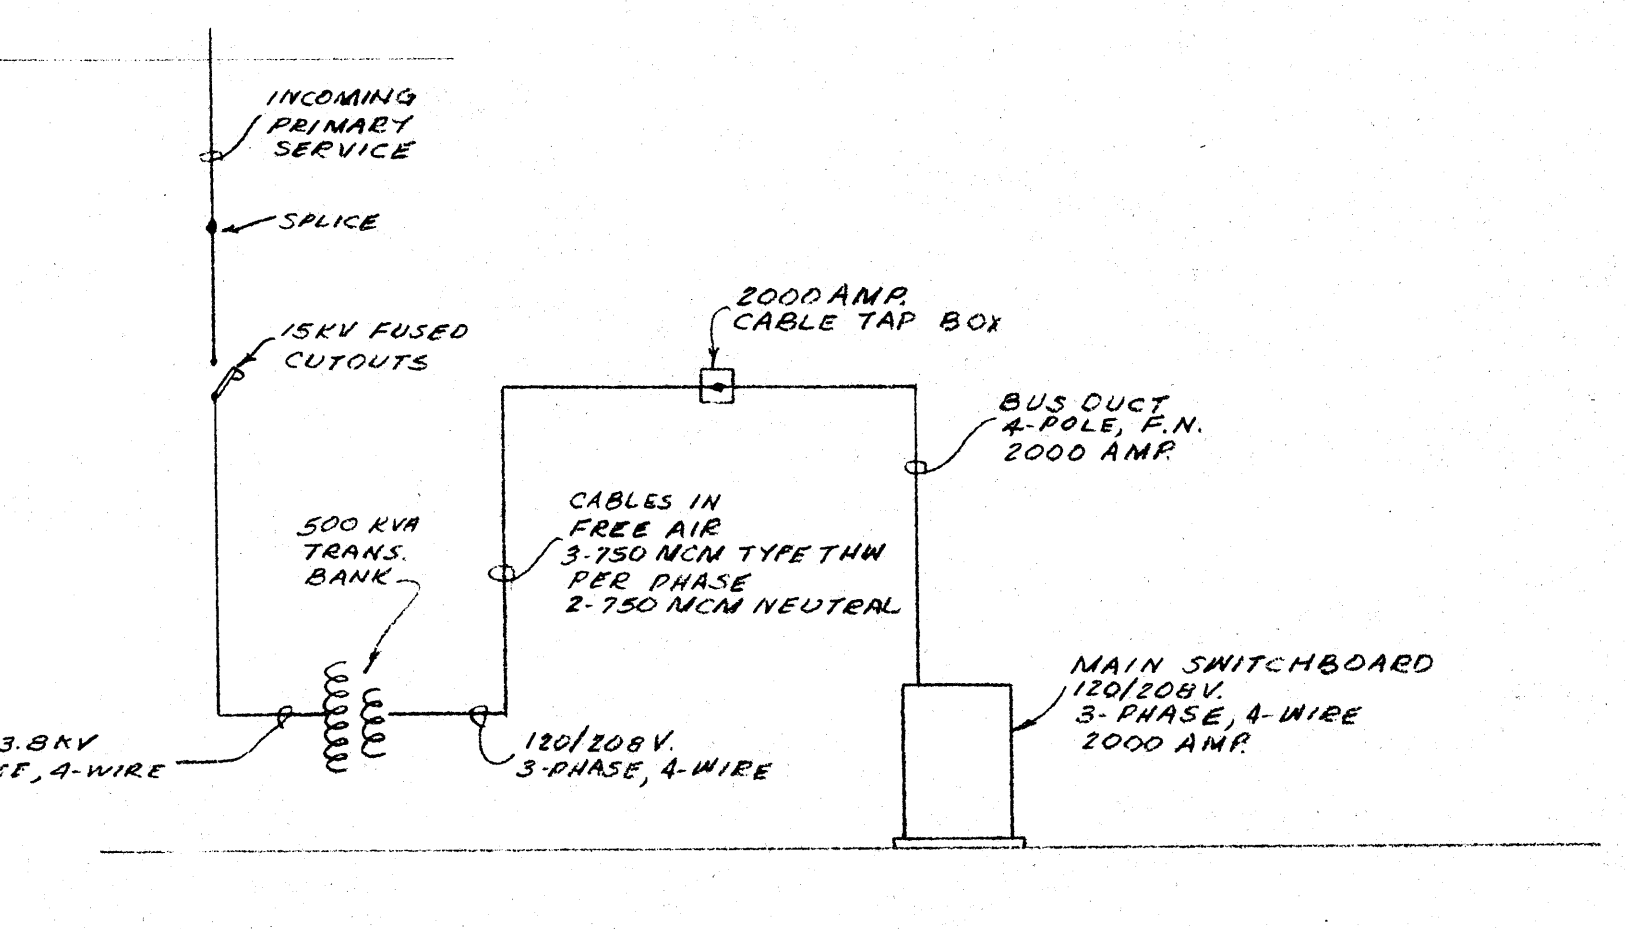 INCOMING
PRIMARY
SERVICE
SPLICE
15KV FUSED
CUTOUTS
2000 AMP.
CABLE TAP BOX
BUS DUCT
4-POLE, F.N.
2000 AMP.
CABLES IN
FREE AIR
3-750 MCM TYPE THW
PER PHASE
2-750 MCM NEUTRAL
500 KVA
TRANS.
BANK
MAIN SWITCHBOARD
120/208V.
3-PHASE, 4-WIRE
2000 AMP.
3.8KV
EE, 4-WIRE
120/208V.
3-PHASE, 4-WIRE